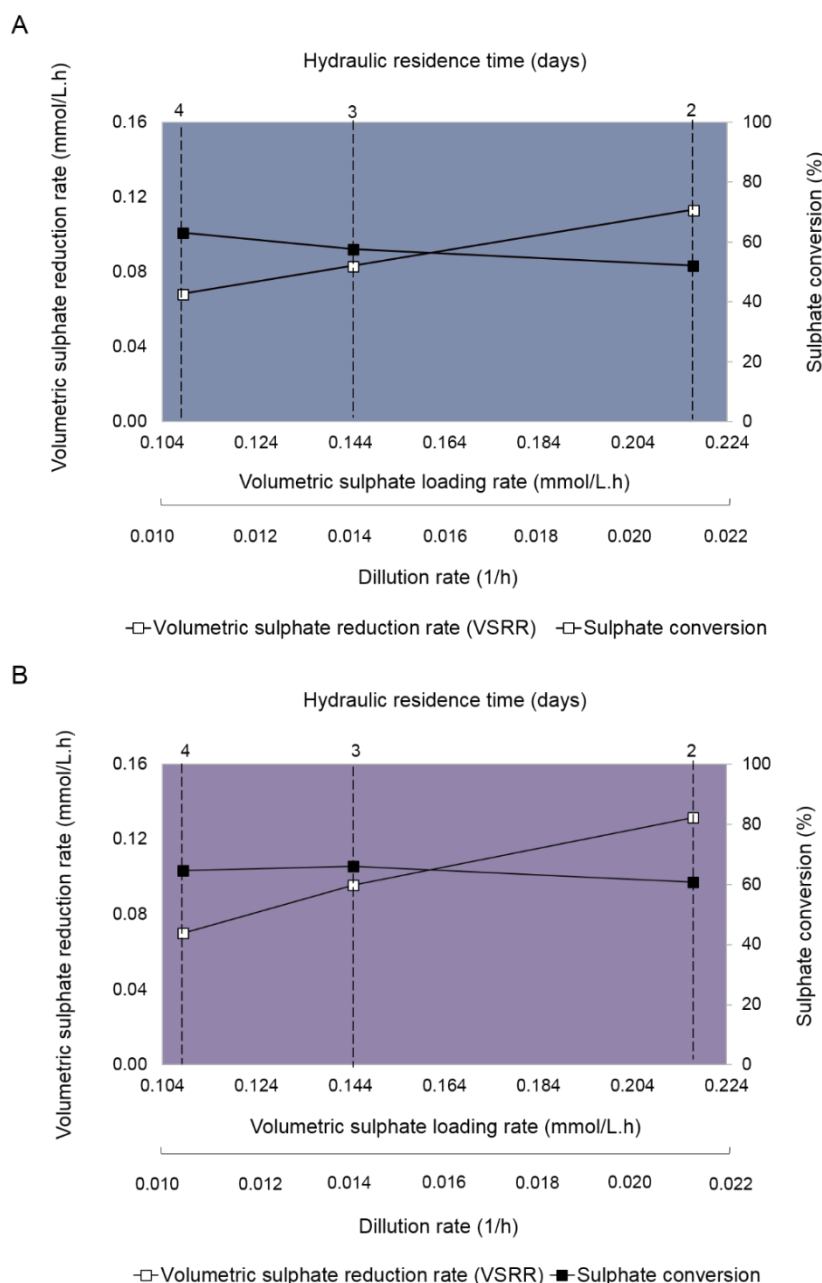 A
Hydraulic residence time (days)
4 3 2
Volumetric sulphate reduction rate (mmol/L.h)
0.16
0.12
0.08
0.04
0.00
100
80
60
40
20
0
Sulphate conversion (%)
0.104 0.124 0.144 0.164 0.184 0.204 0.224
Volumetric sulphate loading rate (mmol/L.h)
0.010 0.012 0.014 0.016 0.018 0.020 0.022
Dillution rate (1/h)
Volumetric sulphate reduction rate (VSRR) Sulphate conversion
B
Hydraulic residence time (days)
4 3 2
Volumetric sulphate reduction rate (mmol/L.h)
0.16
0.12
0.08
0.04
0.00
100
80
60
40
20
0
Sulphate conversion (%)
0.104 0.124 0.144 0.164 0.184 0.204 0.224
Volumetric sulphate loading rate (mmol/L.h)
0.010 0.012 0.014 0.016 0.018 0.020 0.022
Dillution rate (1/h)
Volumetric sulphate reduction rate (VSRR) Sulphate conversion